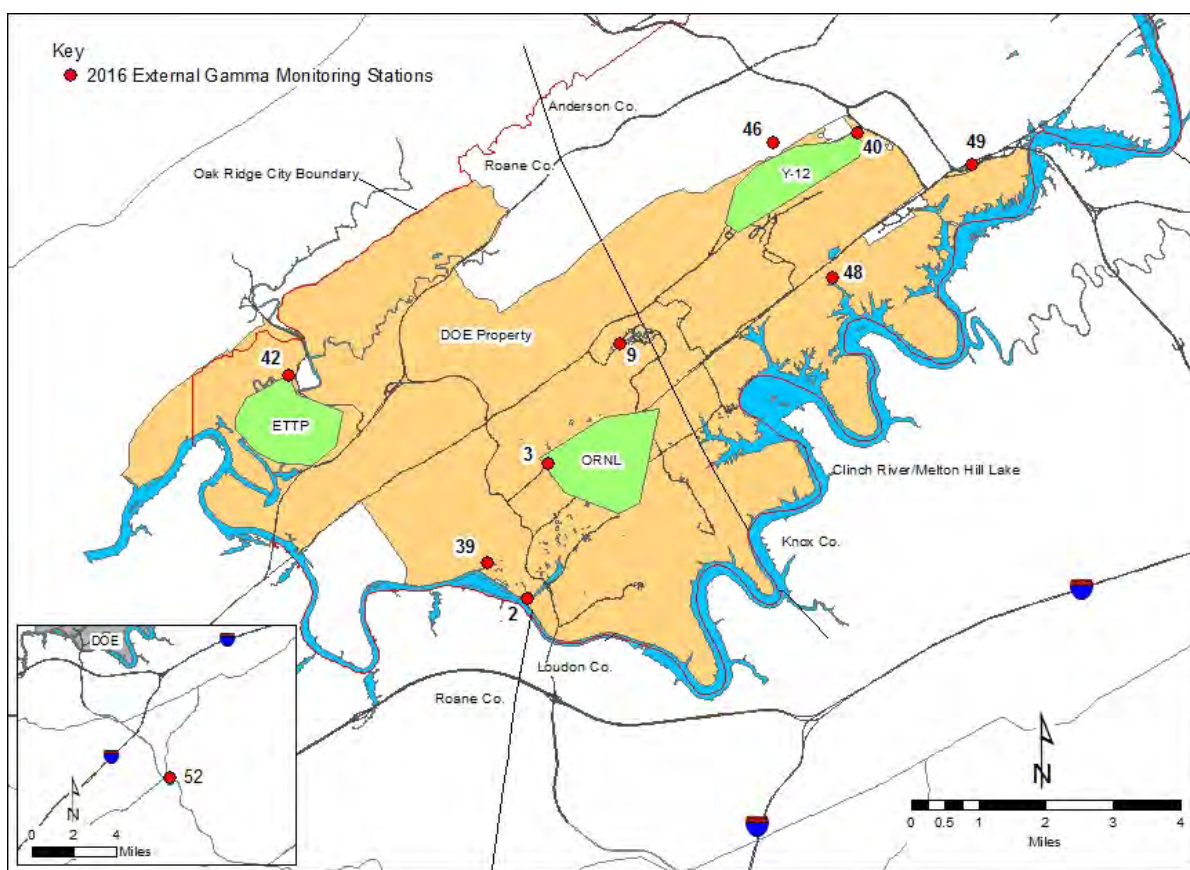 Key
2016 External Gamma Monitoring Stations
Anderson Co.
46
40
49
Roane Co.
Oak Ridge City Boundary
Y-12
48
DOE Property
9
42
ETTP
3
ORNL
Clinch River/Melton Hill Lake
Knox Co.
39
2
Loudon Co.
Roane Co.
DOE
52
N
0 2 4
Miles
N
0 0.5 1 2 3 4
Miles